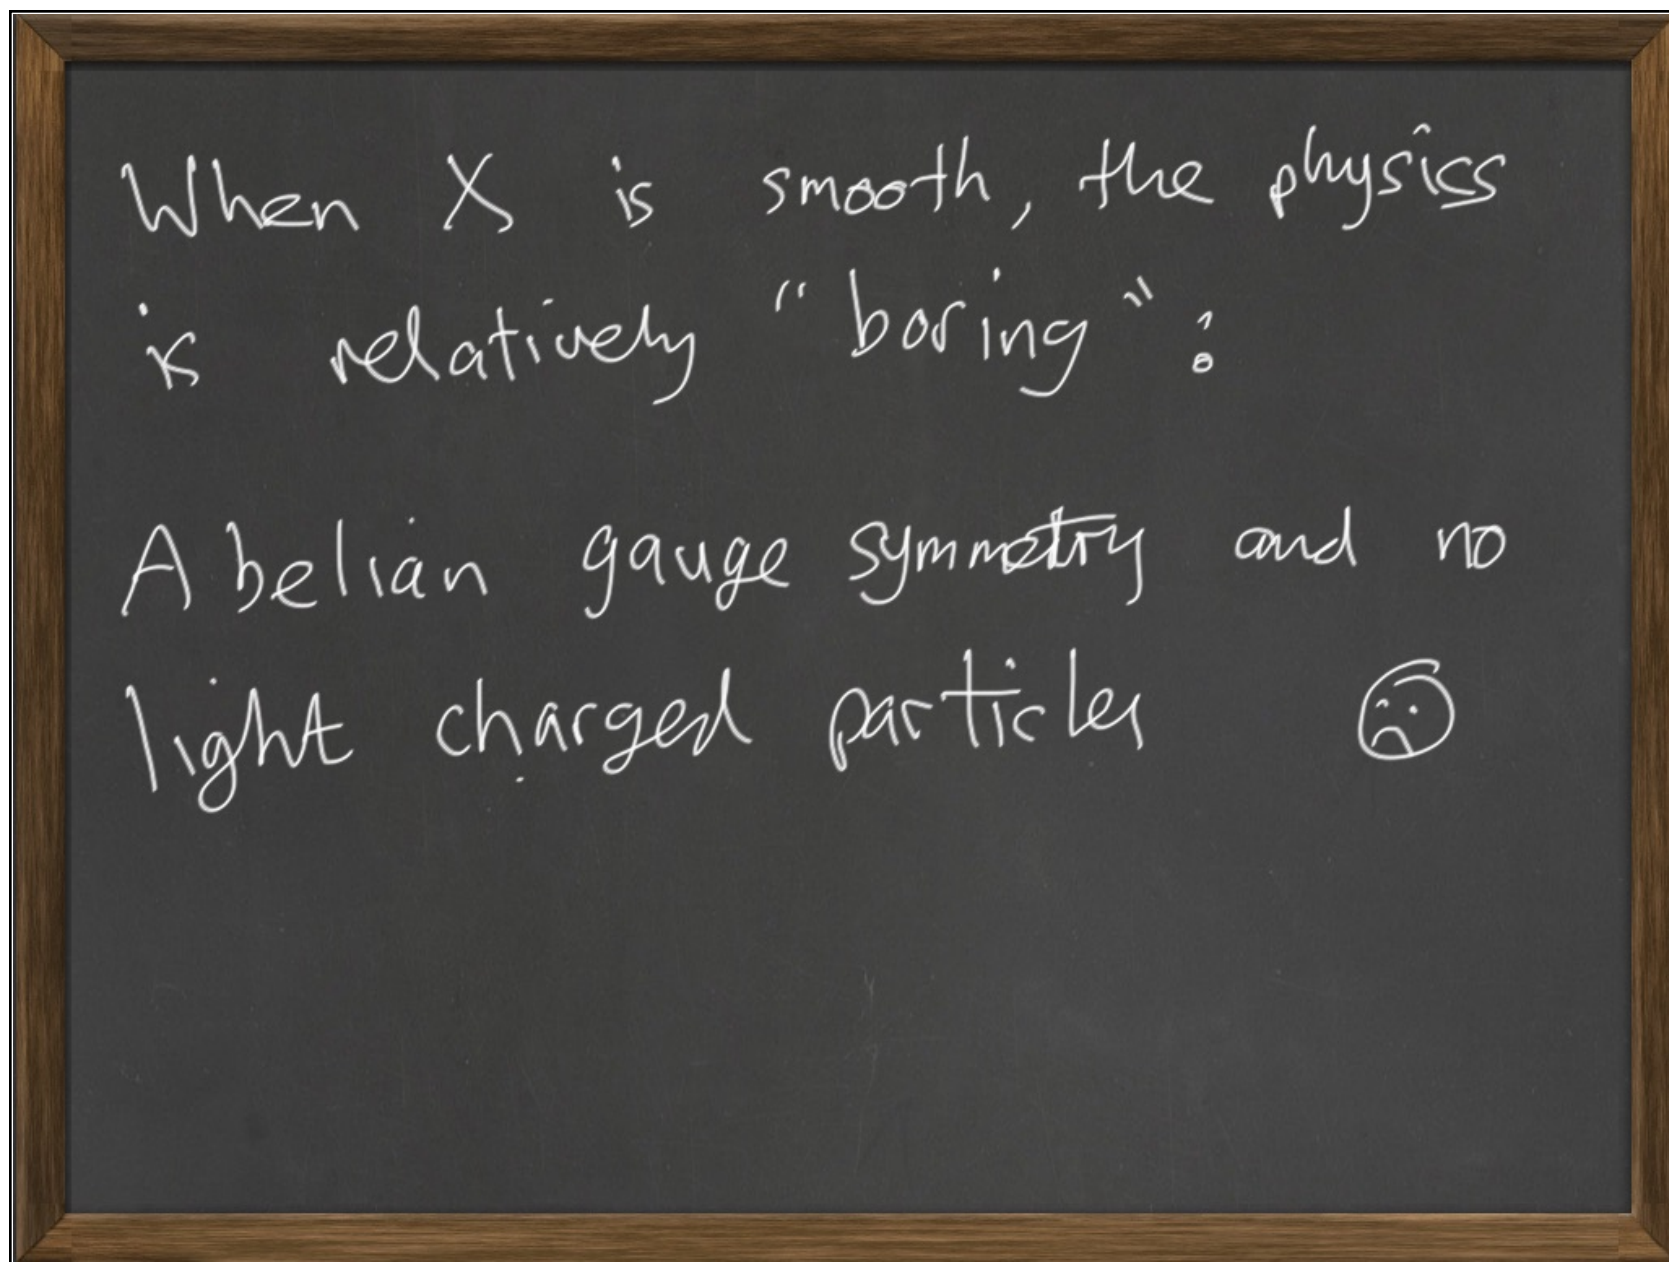 When X is smooth, the physics
is relatively "boring":
Abelian gauge symmetry and no
light charged particles